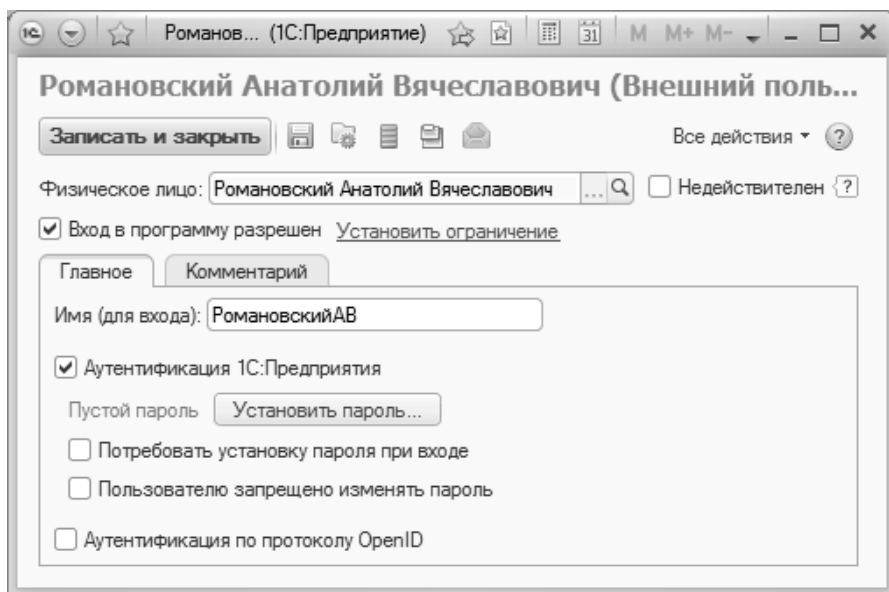 1С Романов... (1С:Предприятие) 31 M M+ M-
Романовский Анатолий Вячеславович (Внешний поль...
Записать и закрыть Все действия ?
Физическое лицо: Романовский Анатолий Вячеславович ... Недействителен ?
Вход в программу разрешен Установить ограничение
Главное Комментарий
Имя (для входа): РомановскийАВ
Аутентификация 1С:Предприятия
Пустой пароль Установить пароль...
Потребовать установку пароля при входе
Пользователю запрещено изменять пароль
Аутентификация по протоколу OpenID